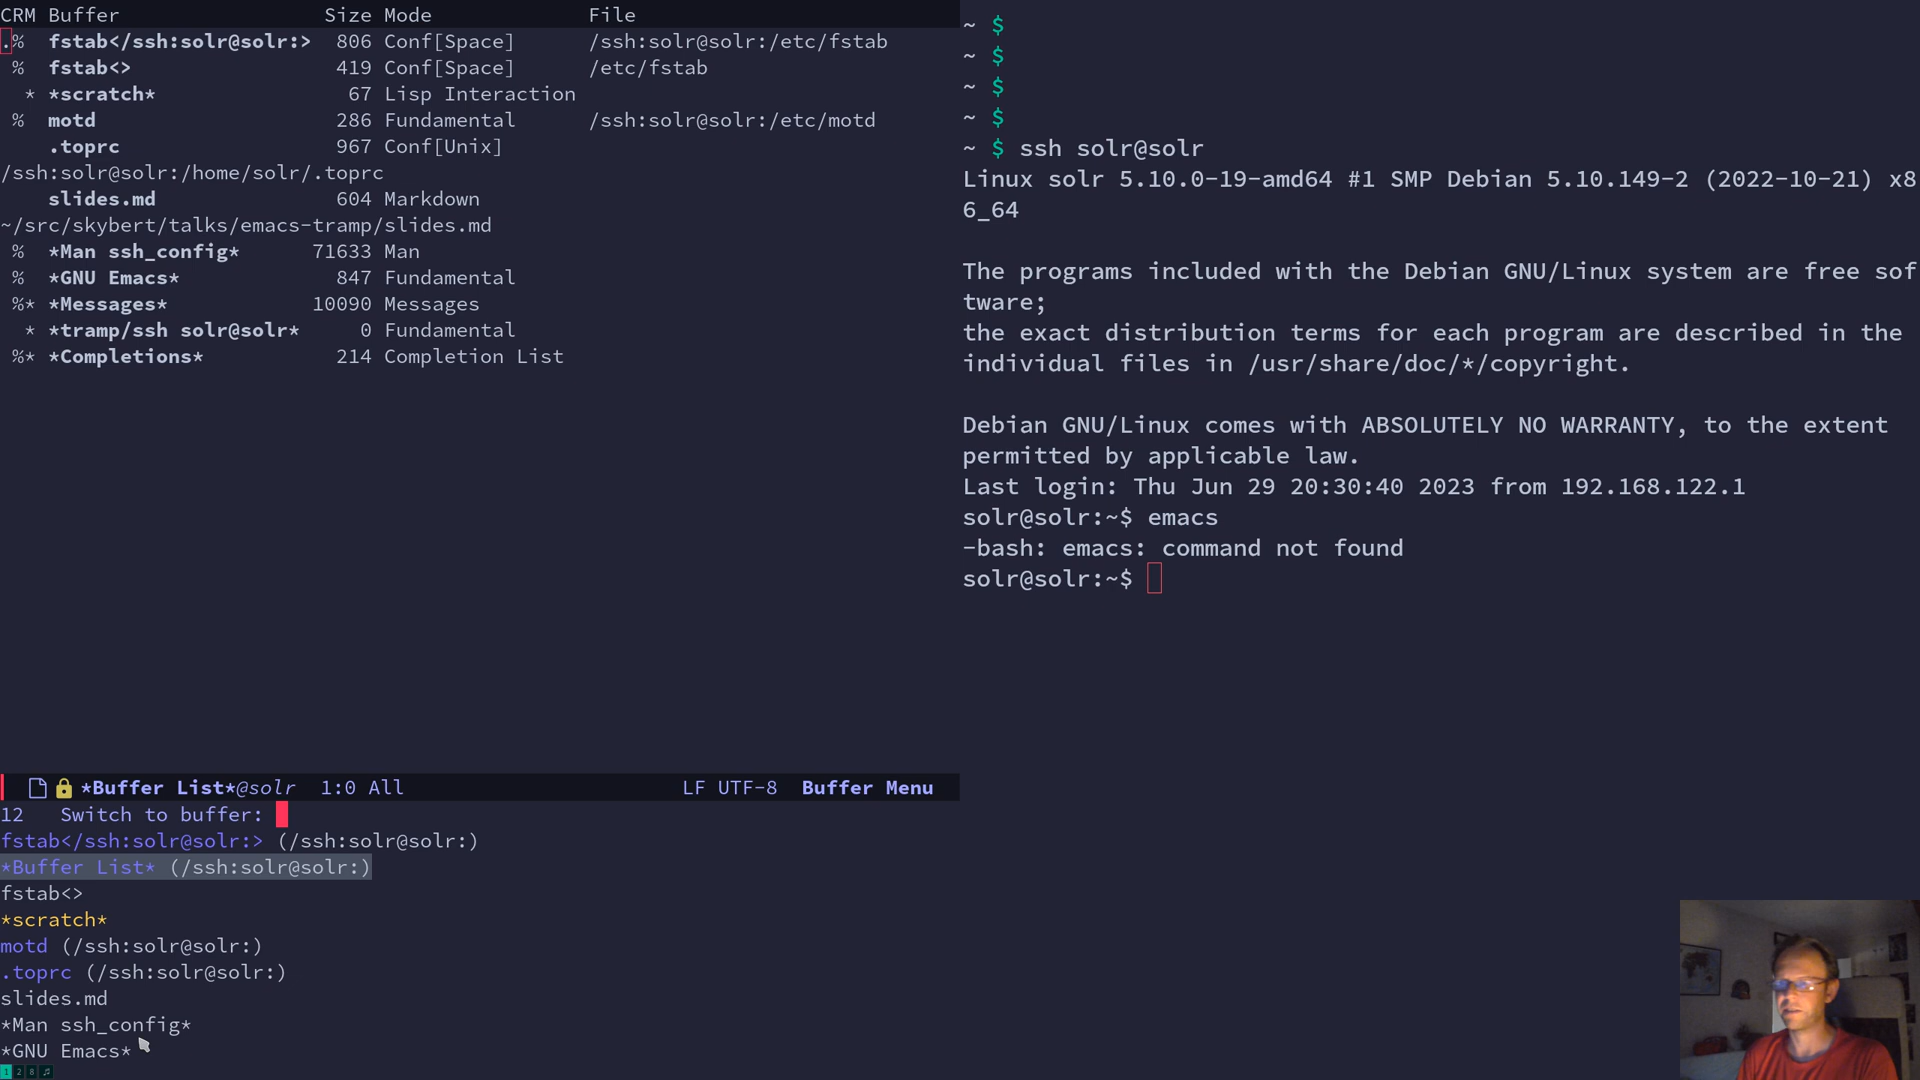 CRM Buffer Size Mode File
.% fstab</ssh:solr@solr:> 806 Conf[Space] /ssh:solr@solr:/etc/fstab
% fstab<> 419 Conf[Space] /etc/fstab
* *scratch* 67 Lisp Interaction
% motd 286 Fundamental /ssh:solr@solr:/etc/motd
.toprc 967 Conf[Unix]
/ssh:solr@solr:/home/solr/.toprc
slides.md 604 Markdown
~/src/skybert/talks/emacs-tramp/slides.md
% *Man ssh_config* 71633 Man
% *GNU Emacs* 847 Fundamental
%* *Messages* 10090 Messages
* *tramp/ssh solr@solr* 0 Fundamental
%* *Completions* 214 Completion List
*Buffer List*@solr 1:0 All LF UTF-8 Buffer Menu
12 Switch to buffer:
fstab</ssh:solr@solr:> (/ssh:solr@solr:)
*Buffer List* (/ssh:solr@solr:)
fstab<>
*scratch*
motd (/ssh:solr@solr:)
.toprc (/ssh:solr@solr:)
slides.md
*Man ssh_config*
*GNU Emacs*
1 2 8 ♬
~ $
~ $
~ $
~ $
~ $ ssh solr@solr
Linux solr 5.10.0-19-amd64 #1 SMP Debian 5.10.149-2 (2022-10-21) x8
6_64
The programs included with the Debian GNU/Linux system are free sof
tware;
the exact distribution terms for each program are described in the
individual files in /usr/share/doc/*/copyright.
Debian GNU/Linux comes with ABSOLUTELY NO WARRANTY, to the extent
permitted by applicable law.
Last login: Thu Jun 29 20:30:40 2023 from 192.168.122.1
solr@solr:~$ emacs
-bash: emacs: command not found
solr@solr:~$